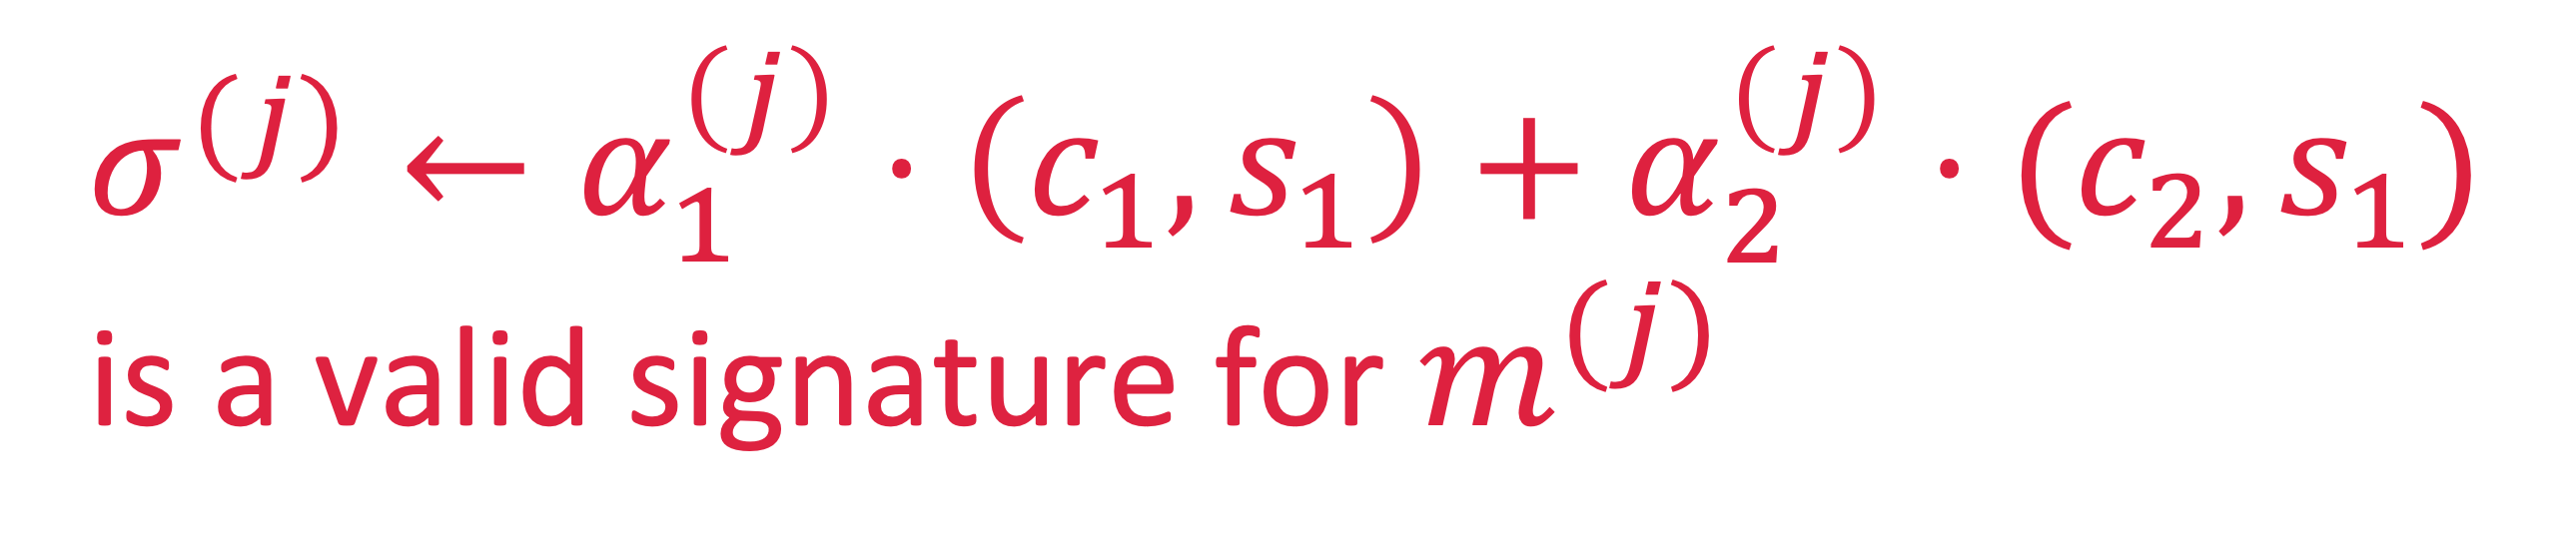 σ^(j) ← α_1^(j) · (c_1, s_1) + α_2^(j) · (c_2, s_1)
is a valid signature for m^(j)